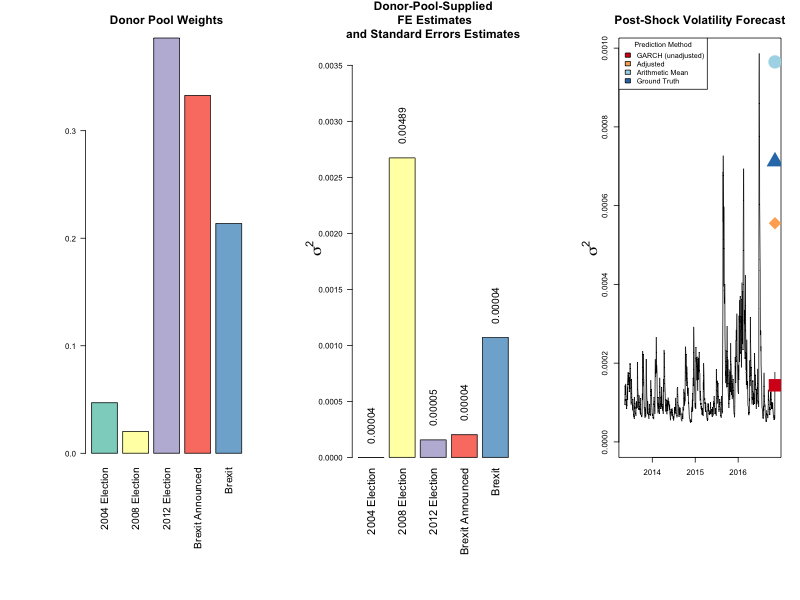 Donor Pool Weights
0.3
0.2
0.1
0.0
2004 Election
2008 Election
2012 Election
Brexit Announced
Brexit
Donor-Pool-Supplied
FE Estimates
and Standard Errors Estimates
σ²
0.0035
0.0030
0.0025
0.0020
0.0015
0.0010
0.0005
0.0000
0.00004
0.00489
0.00005
0.00004
0.00004
2004 Election
2008 Election
2012 Election
Brexit Announced
Brexit
Post-Shock Volatility Forecast
Prediction Method
GARCH (unadjusted)
Adjusted
Arithmetic Mean
Ground Truth
σ²
0.0010
0.0008
0.0006
0.0004
0.0002
0.0000
2014
2015
2016